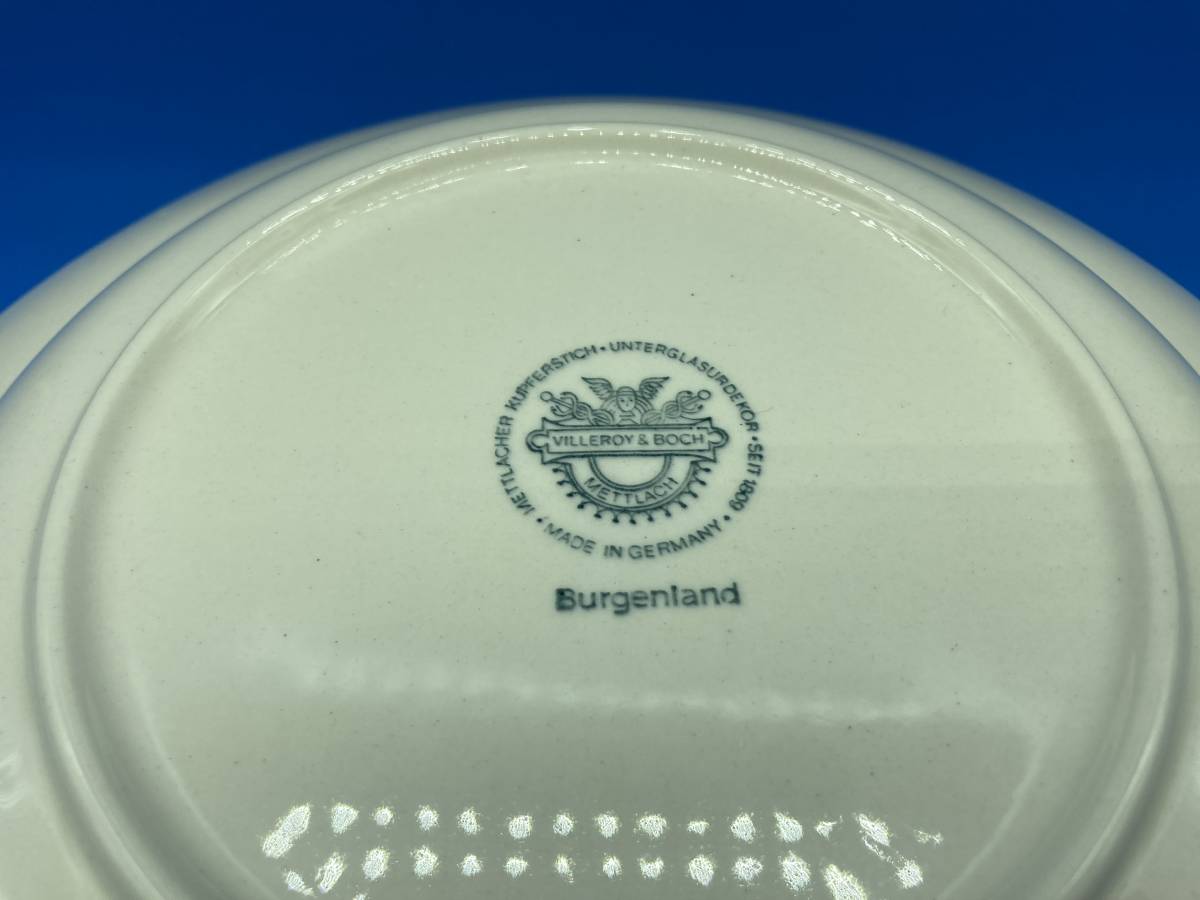 METTLACHER KUPFERSTICH • UNTERGLASURDEKOR • SEIT 1809 •
VILLEROY & BOCH
METTLACH
• MADE IN GERMANY •
Burgenland